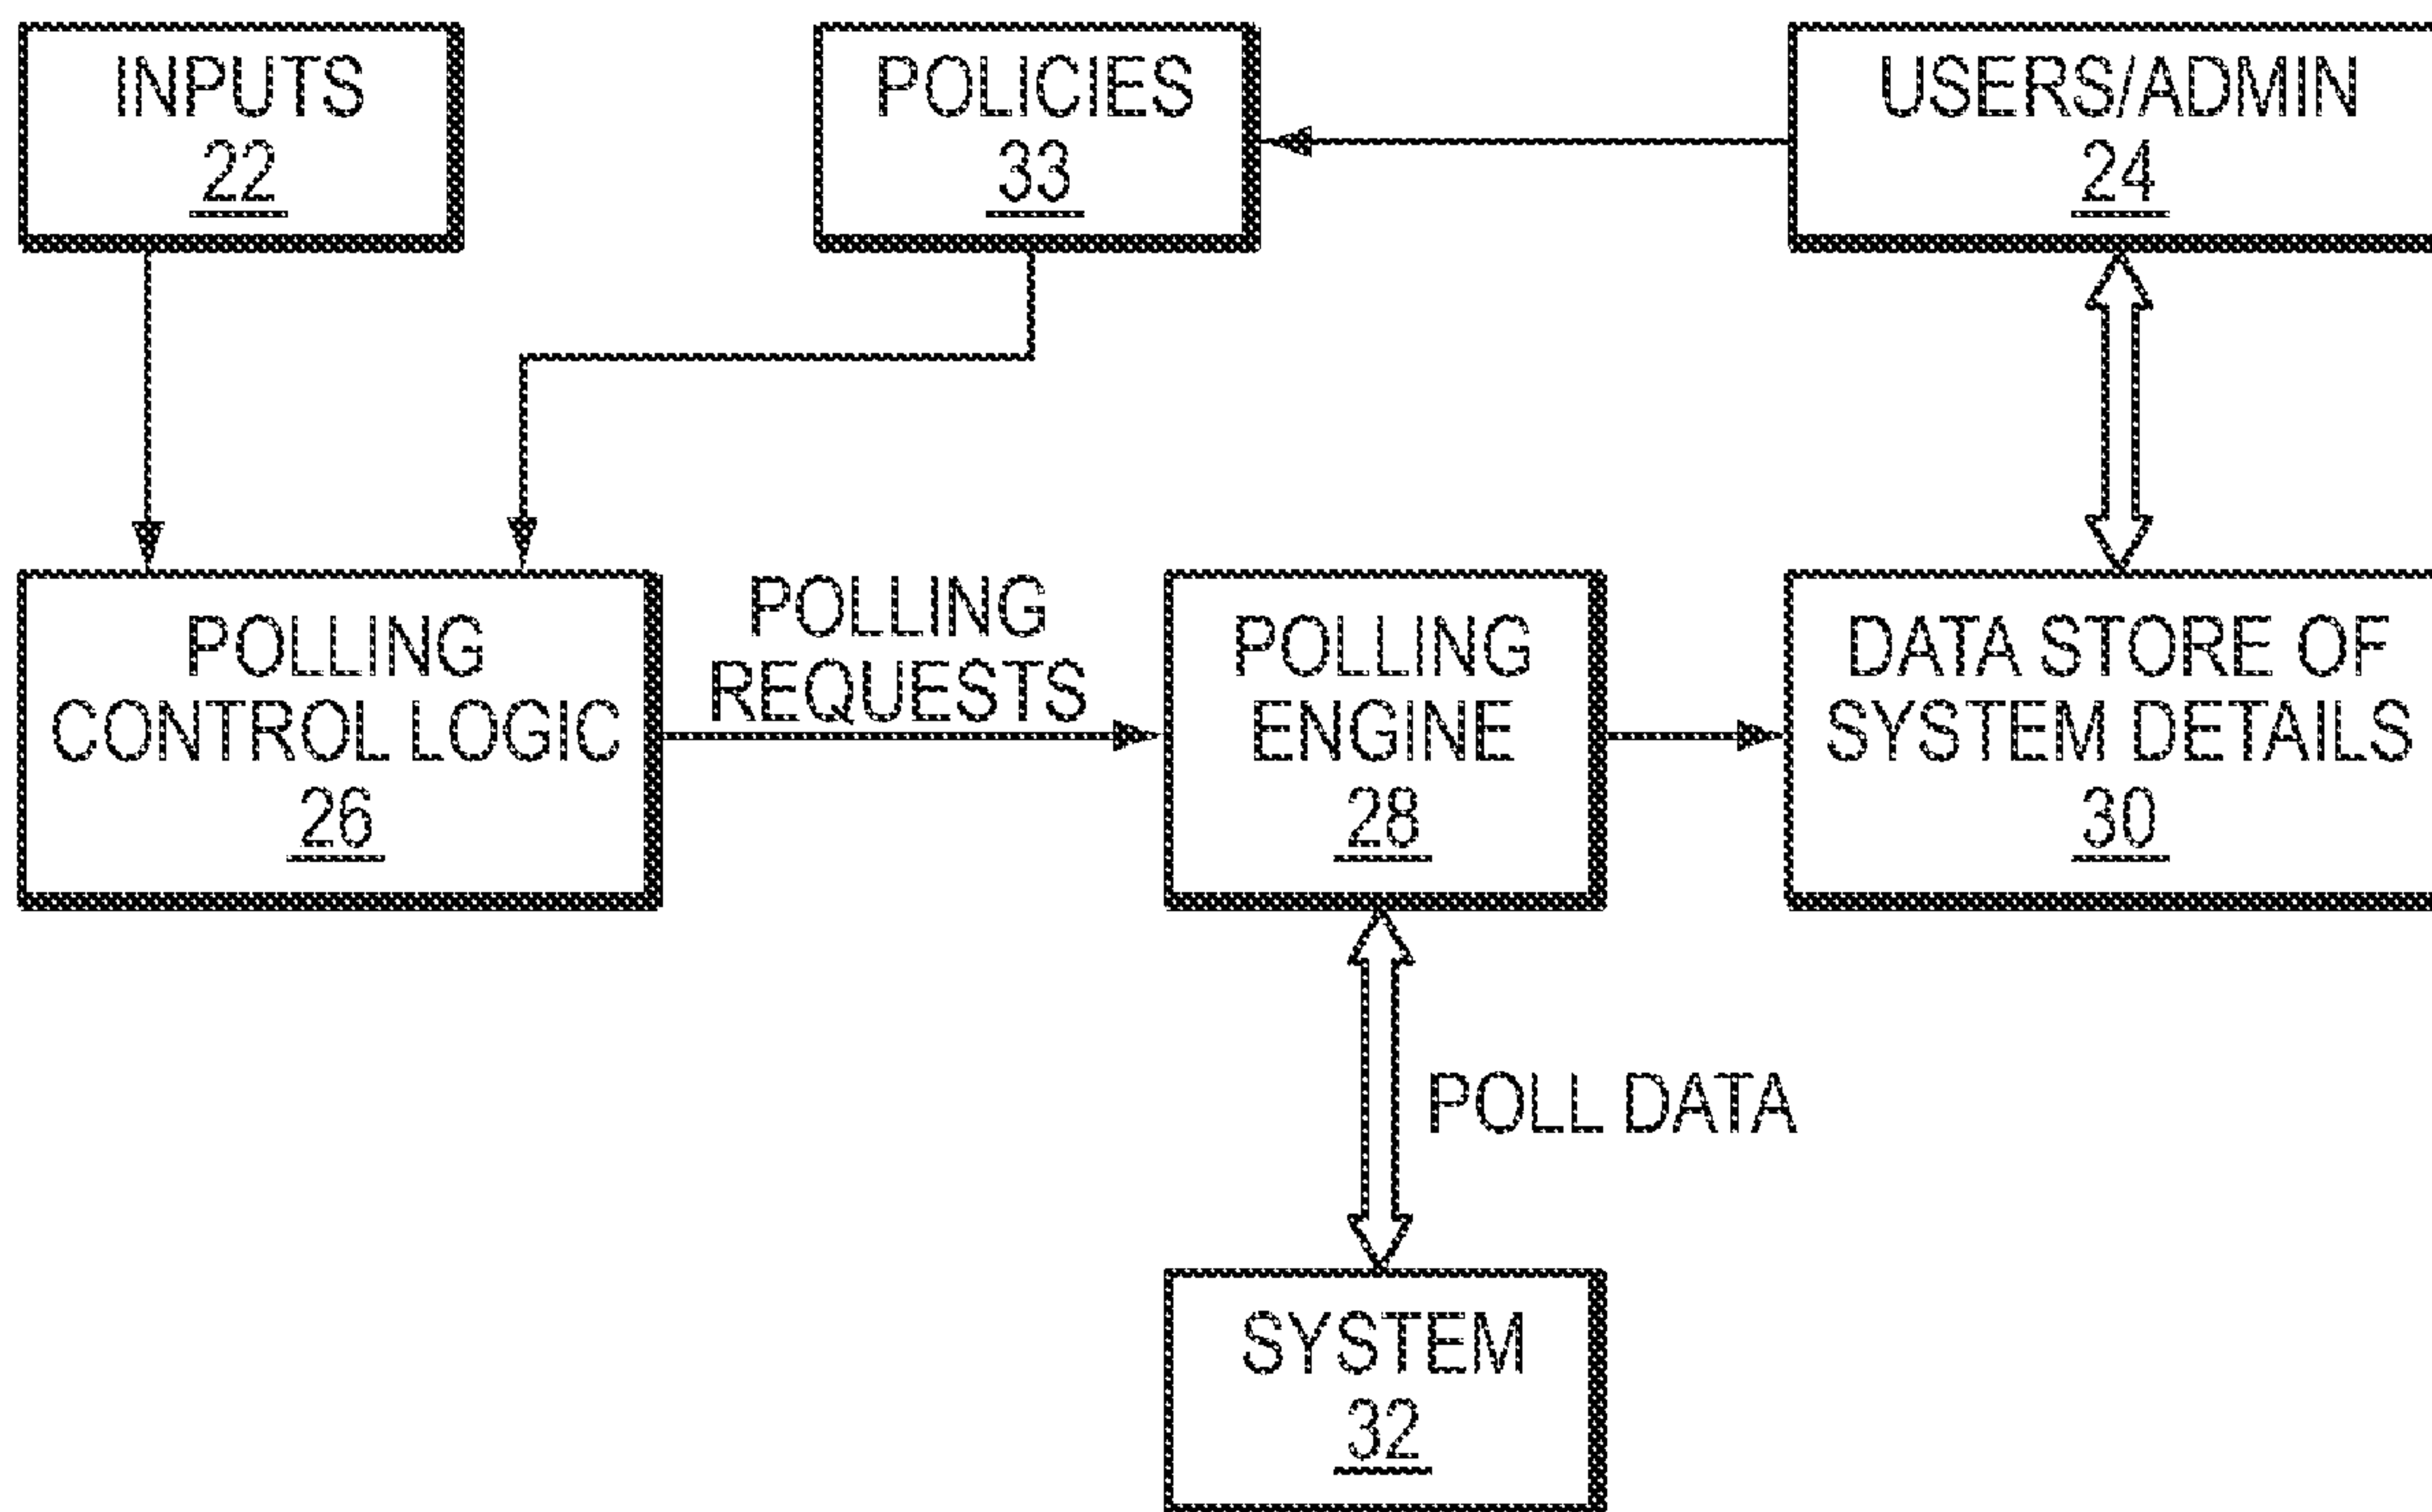 INPUTS
22
POLICIES
33
USERS/ADMIN
24
POLLING
CONTROL LOGIC
26
POLLING
REQUESTS
POLLING
ENGINE
28
DATA STORE OF
SYSTEM DETAILS
30
POLL DATA
SYSTEM
32